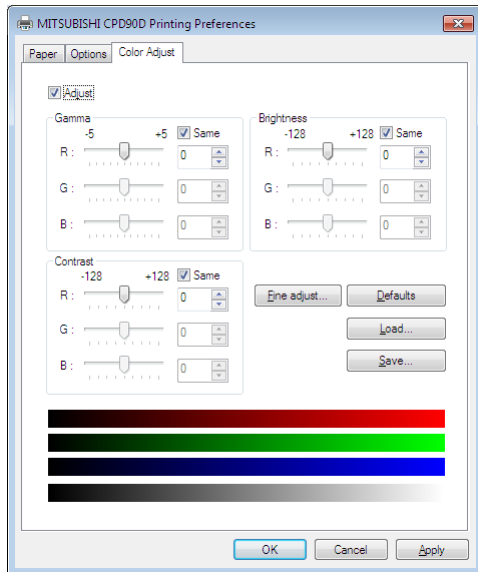 MITSUBISHI CPD90D Printing Preferences
Paper Options Color Adjust
Adjust
Gamma
-5 +5 Same
R : 0
G : 0
B : 0
Brightness
-128 +128 Same
R : 0
G : 0
B : 0
Contrast
-128 +128 Same
R : 0
G : 0
B : 0
Fine adjust... Defaults
Load...
Save...
OK Cancel Apply